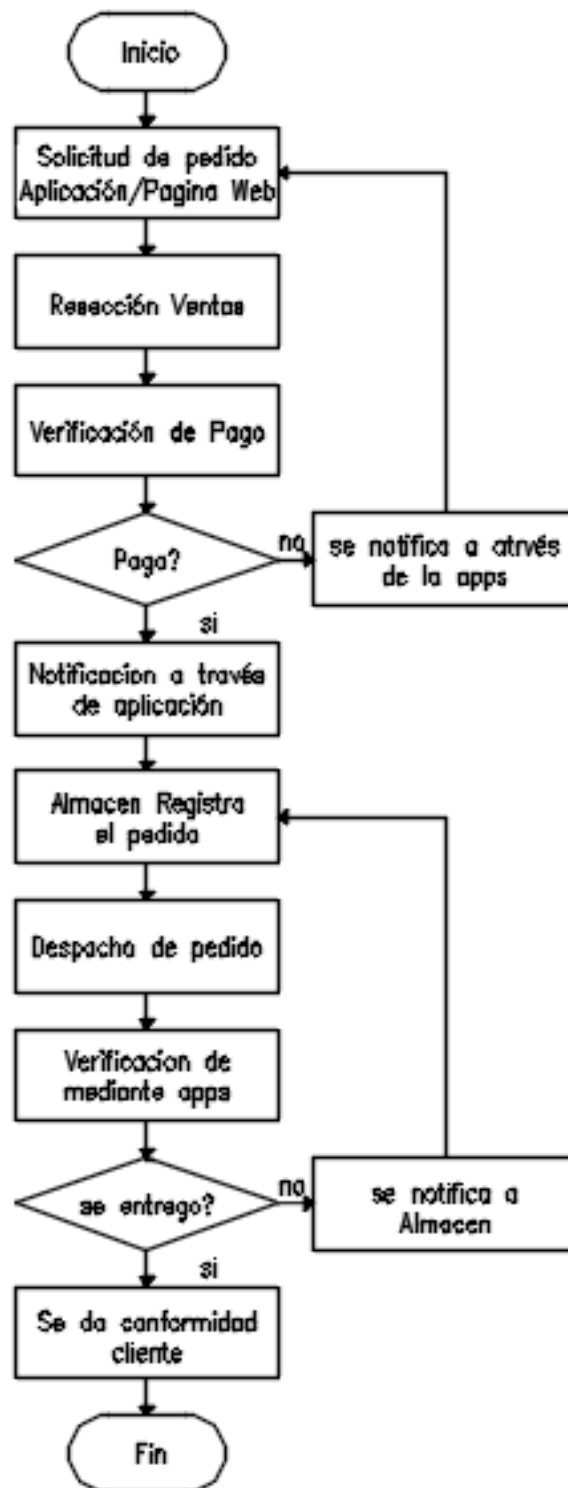 Inicio
Solicitud de pedido
Aplicación/Pagina Web
Resección Ventas
Verificación de Pago
Pago?
no
se notifica a atrvés
de la apps
si
Notificacion a través
de aplicación
Almacen Registra
el pedido
Despacho de pedido
Verificacion de
mediante apps
se entrego?
no
se notifica a
Almacen
si
Se da conformidad
cliente
Fin